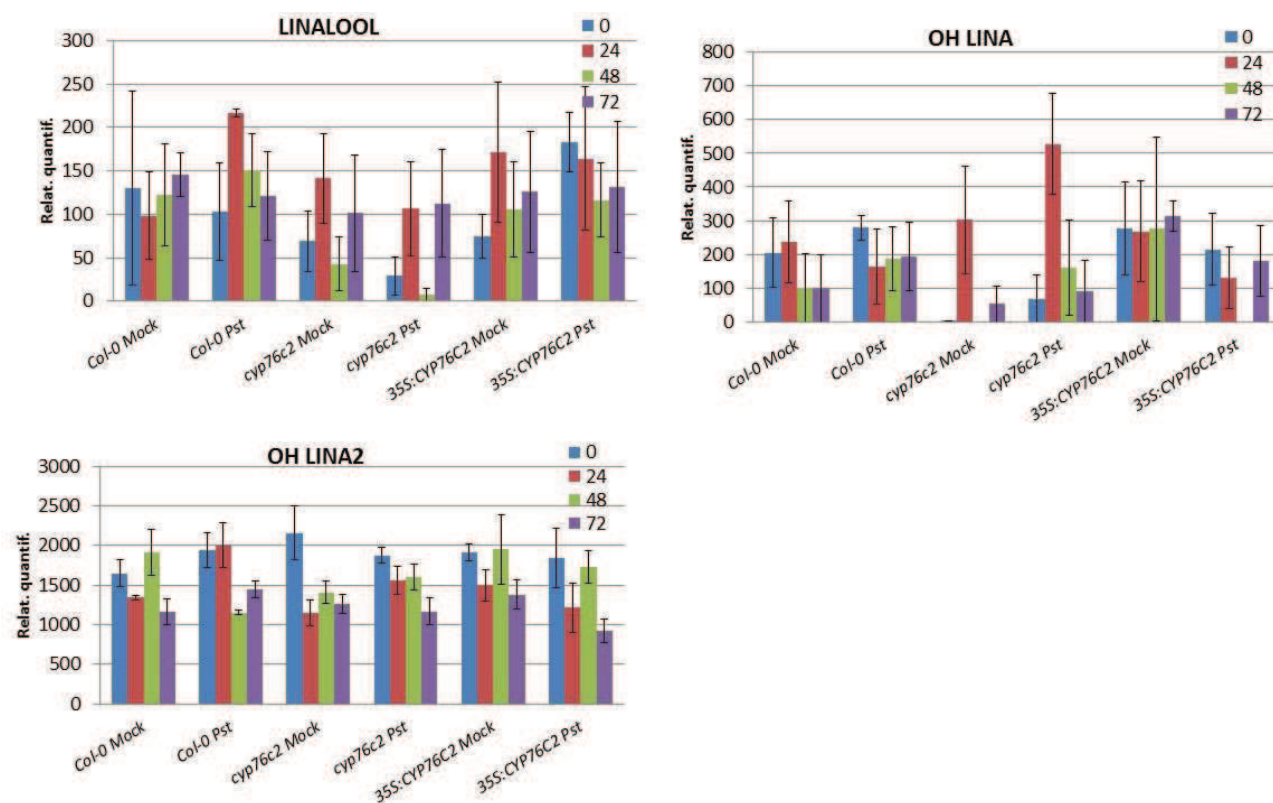 LINALOOL
Relat. quantif.
300
250
200
150
100
50
0
0
24
48
72
Col-0 Mock
Col-0 Pst
cyp76c2 Mock
cyp76c2 Pst
35S:CYP76C2 Mock
35S:CYP76C2 Pst
OH LINA
Relat. quantif.
800
700
600
500
400
300
200
100
0
0
24
48
72
Col-0 Mock
Col-0 Pst
cyp76c2 Mock
cyp76c2 Pst
35S:CYP76C2 Mock
35S:CYP76C2 Pst
OH LINA2
Relat. quantif.
3000
2500
2000
1500
1000
500
0
0
24
48
72
Col-0 Mock
Col-0 Pst
cyp76c2 Mock
cyp76c2 Pst
35S:CYP76C2 Mock
35S:CYP76C2 Pst